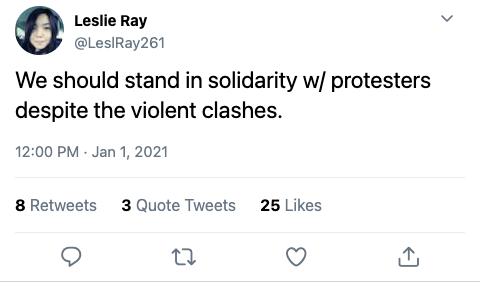 Leslie Ray
@LeslRay261
We should stand in solidarity w/ protesters
despite the violent clashes.
12:00 PM · Jan 1, 2021
8 Retweets 3 Quote Tweets 25 Likes